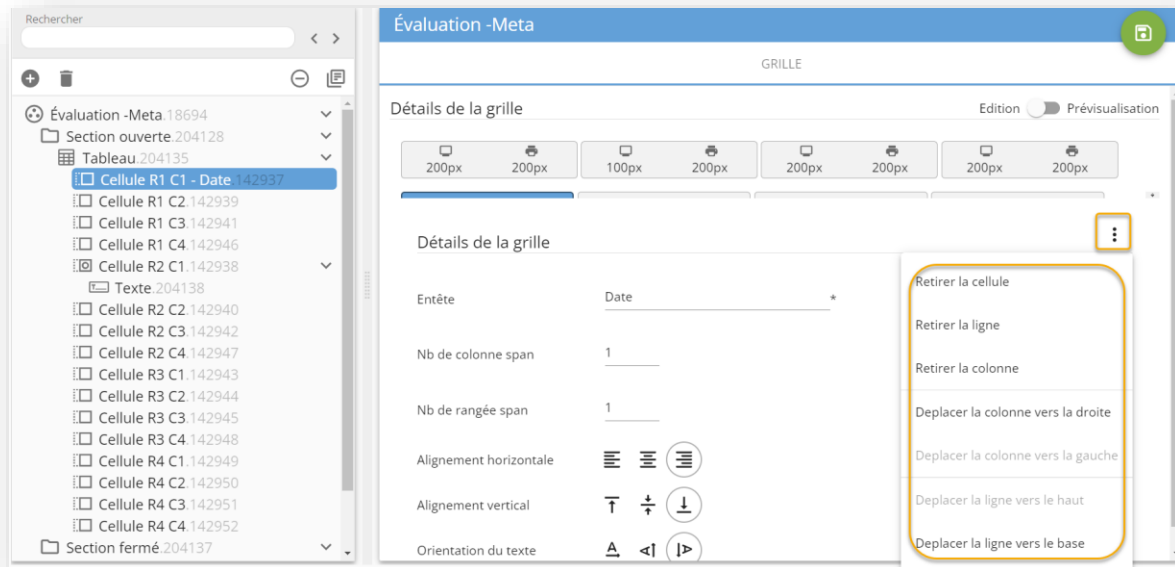 Rechercher
Évaluation -Meta.18694
Section ouverte.204128
Tableau.204135
Cellule R1 C1 - Date.142937
Cellule R1 C2.142939
Cellule R1 C3.142941
Cellule R1 C4.142946
Cellule R2 C1.142938
Texte.204138
Cellule R2 C2.142940
Cellule R2 C3.142942
Cellule R2 C4.142947
Cellule R3 C1.142943
Cellule R3 C2.142944
Cellule R3 C3.142945
Cellule R3 C4.142948
Cellule R4 C1.142949
Cellule R4 C2.142950
Cellule R4 C3.142951
Cellule R4 C4.142952
Section fermé.204137
Évaluation -Meta
GRILLE
Détails de la grille
Edition Prévisualisation
200px 200px 100px 200px 200px 200px 200px 200px
Détails de la grille
Entête Date *
Nb de colonne span 1
Nb de rangée span 1
Alignement horizontale
Alignement vertical
Orientation du texte
Retirer la cellule
Retirer la ligne
Retirer la colonne
Deplacer la colonne vers la droite
Deplacer la colonne vers la gauche
Deplacer la ligne vers le haut
Deplacer la ligne vers le base